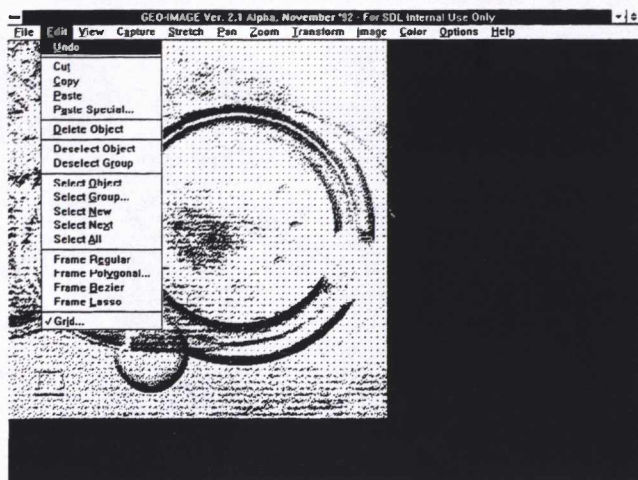 GEO-IMAGE Ver. 2.1 Alpha, November '92 - For SDL Internal Use Only
File Edit View Capture Stretch Pan Zoom Transform Image Color Options Help
Undo
Cut
Copy
Paste
Paste Special...
Delete Object
Deselect Object
Deselect Group
Select Object
Select Group...
Select New
Select Next
Select All
Frame Regular
Frame Polygonal...
Frame Bezier
Frame Lasso
✓ Grid...